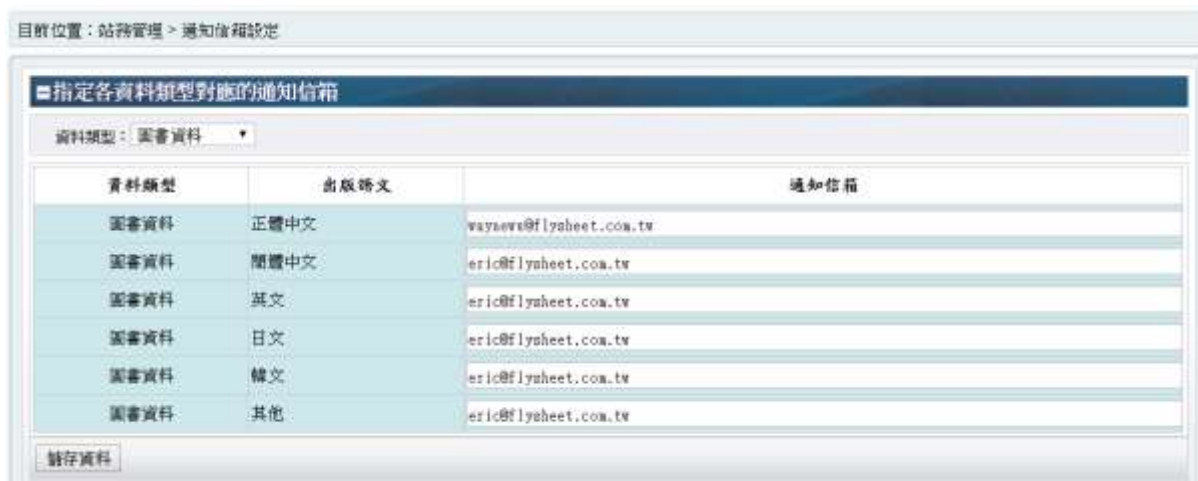 目前位置：站務管理 > 通知信箱設定
指定各資料類型對應的通知信箱
資料類型： 圖書資料
資料類型 出版語文 通知信箱
圖書資料 正體中文 waynewu@flysheet.com.tw
圖書資料 簡體中文 eric@flysheet.com.tw
圖書資料 英文 eric@flysheet.com.tw
圖書資料 日文 eric@flysheet.com.tw
圖書資料 韓文 eric@flysheet.com.tw
圖書資料 其他 eric@flysheet.com.tw
儲存資料